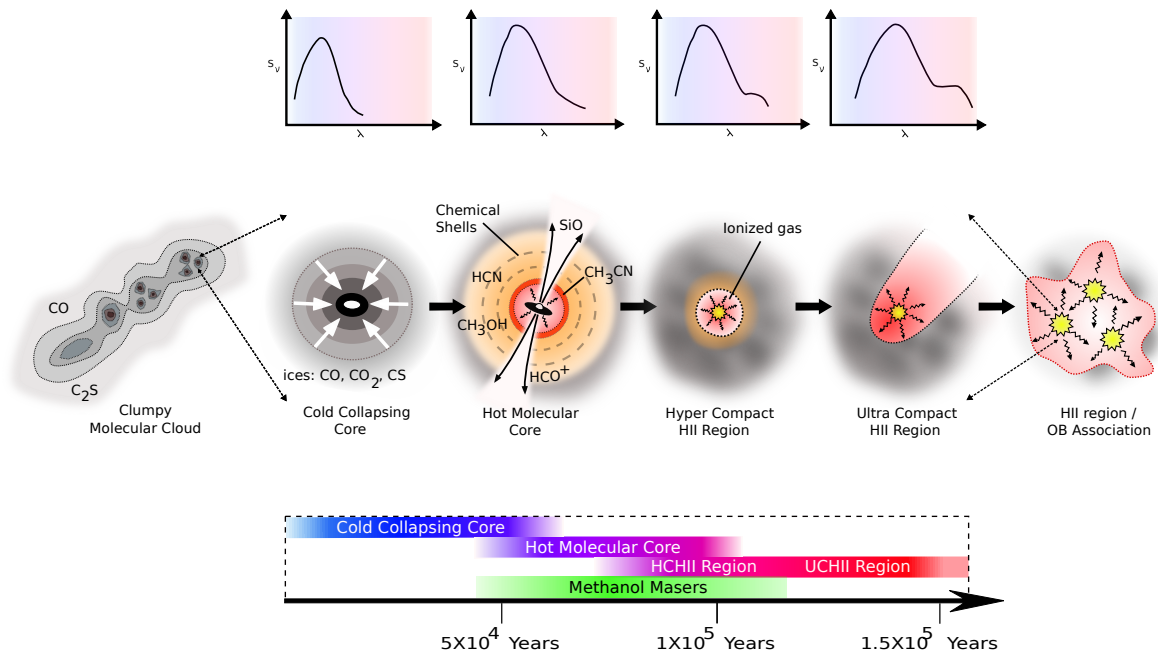 Sν
λ
Sν
λ
Sν
λ
Sν
λ
CO
C2S
Clumpy
Molecular Cloud
ices: CO, CO2, CS
Cold Collapsing
Core
Chemical
Shells
SiO
HCN
CH3CN
CH3OH
HCO+
Hot Molecular
Core
Ionized gas
Hyper Compact
HII Region
Ultra Compact
HII Region
HII region /
OB Association
Cold Collapsing Core
Hot Molecular Core
HCHII Region
UCHII Region
Methanol Masers
5X10⁴ Years
1X10⁵ Years
1.5X10⁵ Years